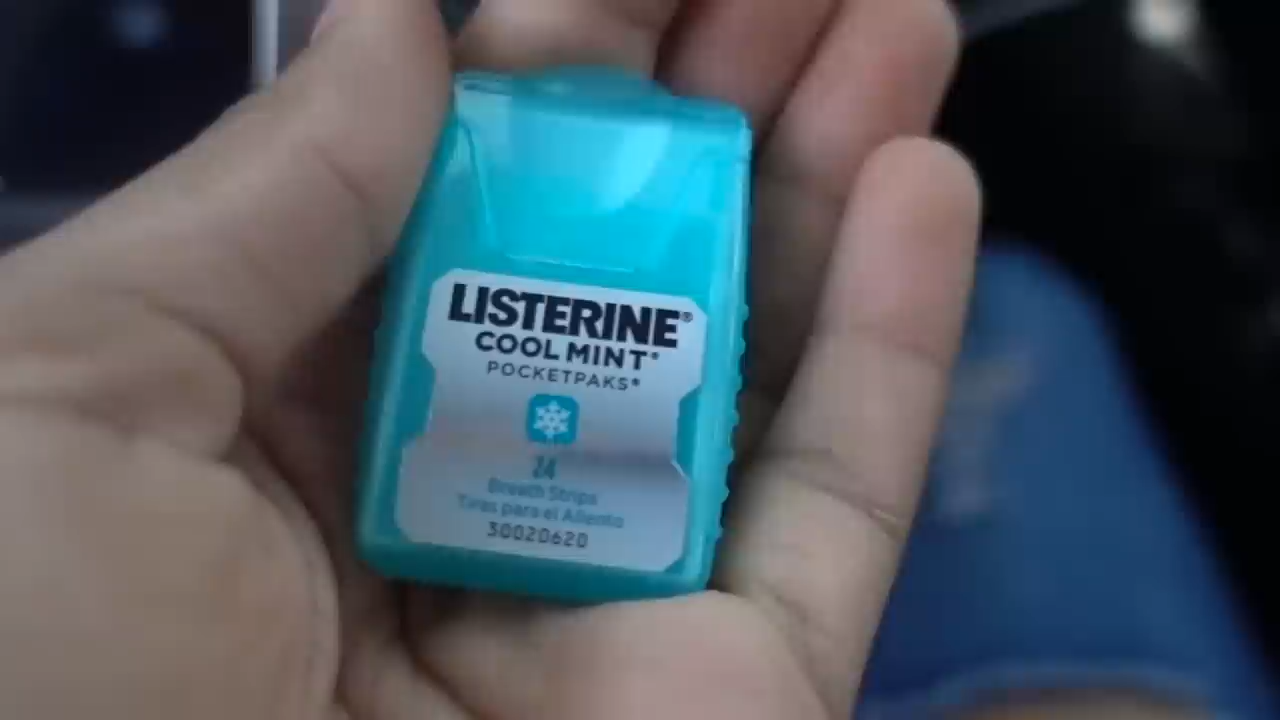 LISTERINE®
COOL MINT®
POCKETPAKS®
24
Breath Strips
Tiras para el Aliento
30020620